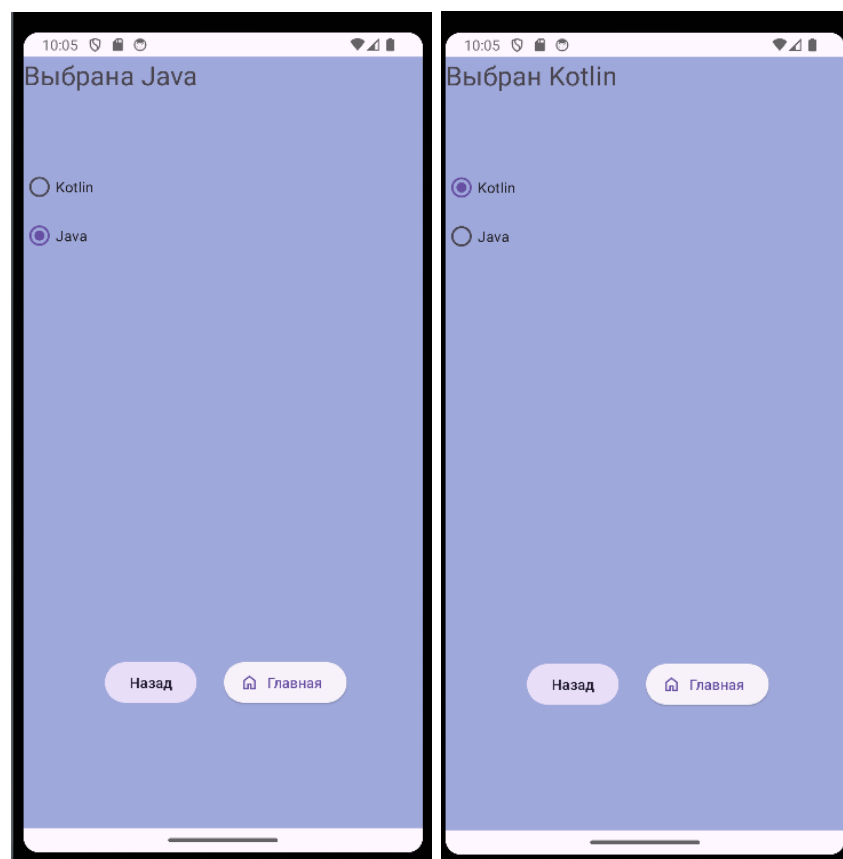 10:05
Выбрана Java
Kotlin
Java
Назад
Главная
10:05
Выбран Kotlin
Kotlin
Java
Назад
Главная